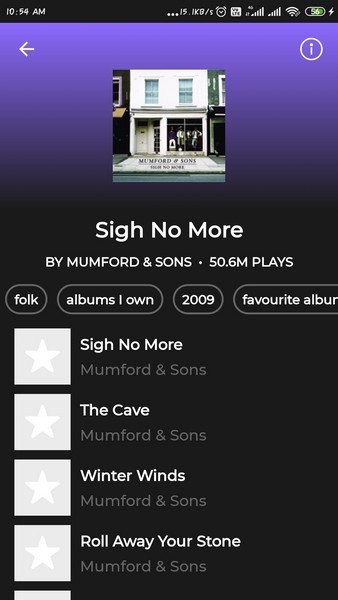 10:54 AM
...15.1KB/s
4G
56
MUMFORD & SONS
SIGH NO MORE
Sigh No More
BY MUMFORD & SONS • 50.6M PLAYS
folk
albums I own
2009
favourite album
Sigh No More
Mumford & Sons
The Cave
Mumford & Sons
Winter Winds
Mumford & Sons
Roll Away Your Stone
Mumford & Sons